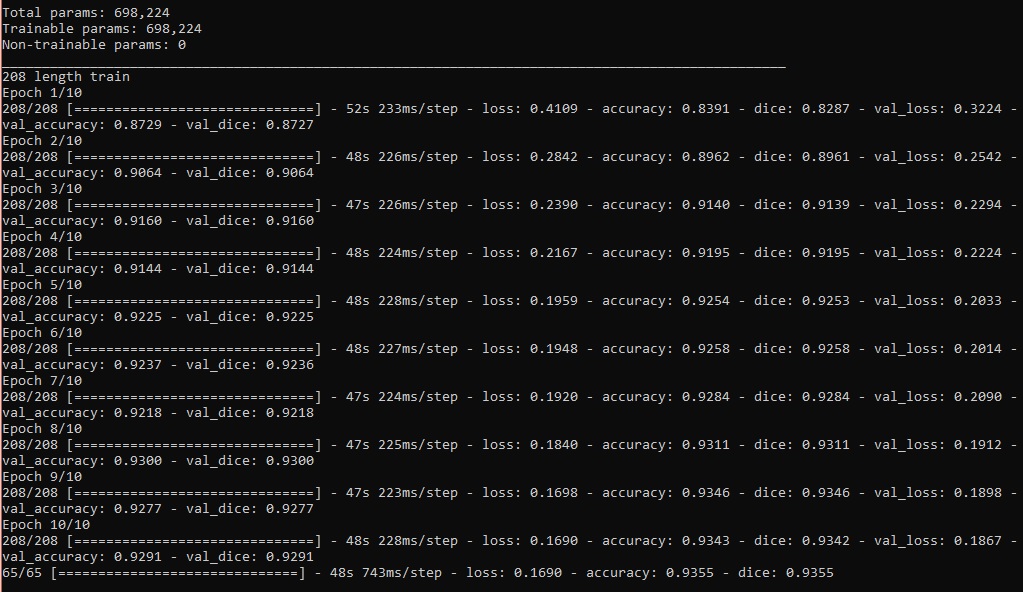 Total params: 698,224
Trainable params: 698,224
Non-trainable params: 0
__________________________________________________________________________________________________
208 length train
Epoch 1/10
208/208 [==============================] - 52s 233ms/step - loss: 0.4109 - accuracy: 0.8391 - dice: 0.8287 - val_loss: 0.3224 -
val_accuracy: 0.8729 - val_dice: 0.8727
Epoch 2/10
208/208 [==============================] - 48s 226ms/step - loss: 0.2842 - accuracy: 0.8962 - dice: 0.8961 - val_loss: 0.2542 -
val_accuracy: 0.9064 - val_dice: 0.9064
Epoch 3/10
208/208 [==============================] - 47s 226ms/step - loss: 0.2390 - accuracy: 0.9140 - dice: 0.9139 - val_loss: 0.2294 -
val_accuracy: 0.9160 - val_dice: 0.9160
Epoch 4/10
208/208 [==============================] - 48s 224ms/step - loss: 0.2167 - accuracy: 0.9195 - dice: 0.9195 - val_loss: 0.2224 -
val_accuracy: 0.9144 - val_dice: 0.9144
Epoch 5/10
208/208 [==============================] - 48s 228ms/step - loss: 0.1959 - accuracy: 0.9254 - dice: 0.9253 - val_loss: 0.2033 -
val_accuracy: 0.9225 - val_dice: 0.9225
Epoch 6/10
208/208 [==============================] - 48s 227ms/step - loss: 0.1948 - accuracy: 0.9258 - dice: 0.9258 - val_loss: 0.2014 -
val_accuracy: 0.9237 - val_dice: 0.9236
Epoch 7/10
208/208 [==============================] - 47s 224ms/step - loss: 0.1920 - accuracy: 0.9284 - dice: 0.9284 - val_loss: 0.2090 -
val_accuracy: 0.9218 - val_dice: 0.9218
Epoch 8/10
208/208 [==============================] - 47s 225ms/step - loss: 0.1840 - accuracy: 0.9311 - dice: 0.9311 - val_loss: 0.1912 -
val_accuracy: 0.9300 - val_dice: 0.9300
Epoch 9/10
208/208 [==============================] - 47s 223ms/step - loss: 0.1698 - accuracy: 0.9346 - dice: 0.9346 - val_loss: 0.1898 -
val_accuracy: 0.9277 - val_dice: 0.9277
Epoch 10/10
208/208 [==============================] - 48s 228ms/step - loss: 0.1690 - accuracy: 0.9343 - dice: 0.9342 - val_loss: 0.1867 -
val_accuracy: 0.9291 - val_dice: 0.9291
65/65 [==============================] - 48s 743ms/step - loss: 0.1690 - accuracy: 0.9355 - dice: 0.9355